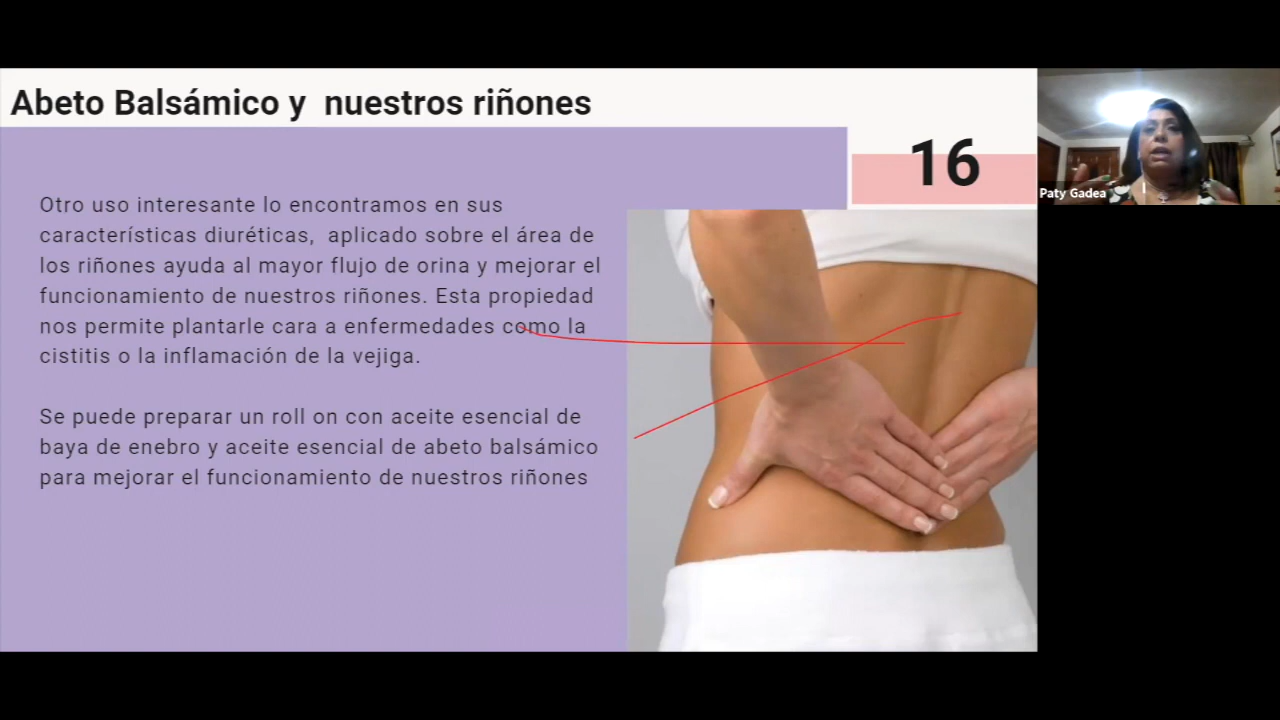 Abeto Balsámico y  nuestros riñones
16
Paty Gadea
Otro uso interesante lo encontramos en sus
características diuréticas,  aplicado sobre el área de
los riñones ayuda al mayor flujo de orina y mejorar el
funcionamiento de nuestros riñones. Esta propiedad
nos permite plantarle cara a enfermedades como la
cistitis o la inflamación de la vejiga.
Se puede preparar un roll on con aceite esencial de
baya de enebro y aceite esencial de abeto balsámico
para mejorar el funcionamiento de nuestros riñones